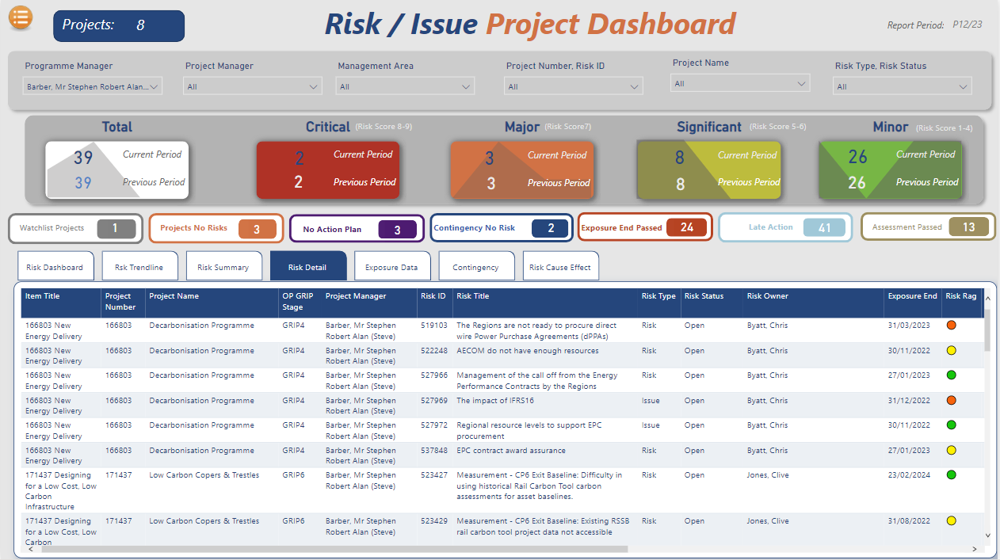 Projects: 8
Risk / Issue Project Dashboard
Report Period: P12/23
Programme Manager
Project Manager
Management Area
Project Number, Risk ID
Project Name
Risk Type, Risk Status
Barber, Mr Stephen Robert Alan...
All
All
All
All
All
Total
Critical (Risk Score 8-9)
Major (Risk Score7)
Significant (Risk Score 5-6)
Minor (Risk Score 1-4)
39 Current Period
39 Previous Period
2 Current Period
2 Previous Period
3 Current Period
3 Previous Period
8 Current Period
8 Previous Period
26 Current Period
26 Previous Period
Watchlist Projects 1
Projects No Risks 3
No Action Plan 3
Contingency No Risk 2
Exposure End Passed 24
Late Action 41
Assessment Passed 13
Risk Dashboard
Rsk Trendline
Risk Summary
Risk Detail
Exposure Data
Contingency
Risk Cause Effect
Item Title Project Project Name OP GRIP Project Manager Risk ID Risk Title Risk Type Risk Status Risk Owner Exposure End Risk Rag
Number Stage
166803 New 166803 Decarbonisation Programme GRIP4 Barber, Mr Stephen 519103 The Regions are not ready to procure direct Risk Open Byatt, Chris 31/03/2023
Energy Delivery Robert Alan (Steve) wire Power Purchase Agreements (dPPAs)
166803 New 166803 Decarbonisation Programme GRIP4 Barber, Mr Stephen 522248 AECOM do not have enough resources Risk Open Byatt, Chris 30/11/2022
Energy Delivery Robert Alan (Steve)
166803 New 166803 Decarbonisation Programme GRIP4 Barber, Mr Stephen 527966 Management of the call off from the Energy Risk Open Byatt, Chris 27/01/2023
Energy Delivery Robert Alan (Steve) Performance Contracts by the Regions
166803 New 166803 Decarbonisation Programme GRIP4 Barber, Mr Stephen 527969 The impact of IFRS16 Issue Open Byatt, Chris 31/12/2022
Energy Delivery Robert Alan (Steve)
166803 New 166803 Decarbonisation Programme GRIP4 Barber, Mr Stephen 527972 Regional resource levels to support EPC Issue Open Byatt, Chris 30/11/2022
Energy Delivery Robert Alan (Steve) procurement
166803 New 166803 Decarbonisation Programme GRIP4 Barber, Mr Stephen 537848 EPC contract award assurance Risk Open Byatt, Chris 27/01/2023
Energy Delivery Robert Alan (Steve)
171437 Designing 171437 Low Carbon Copers & Trestles GRIP6 Barber, Mr Stephen 523427 Measurement - CP6 Exit Baseline: Difficulty in Risk Open Jones, Clive 23/02/2024
for a Low Cost, Low Robert Alan (Steve) using historical Rail Carbon Tool carbon
Carbon assessments for asset baselines.
Infrastructure
171437 Designing 171437 Low Carbon Copers & Trestles GRIP6 Barber, Mr Stephen 523429 Measurement - CP6 Exit Baseline: Existing RSSB Risk Open Jones, Clive 31/08/2022
for a Low Cost, Low Robert Alan (Steve) rail carbon tool project data not accessible
Carbon